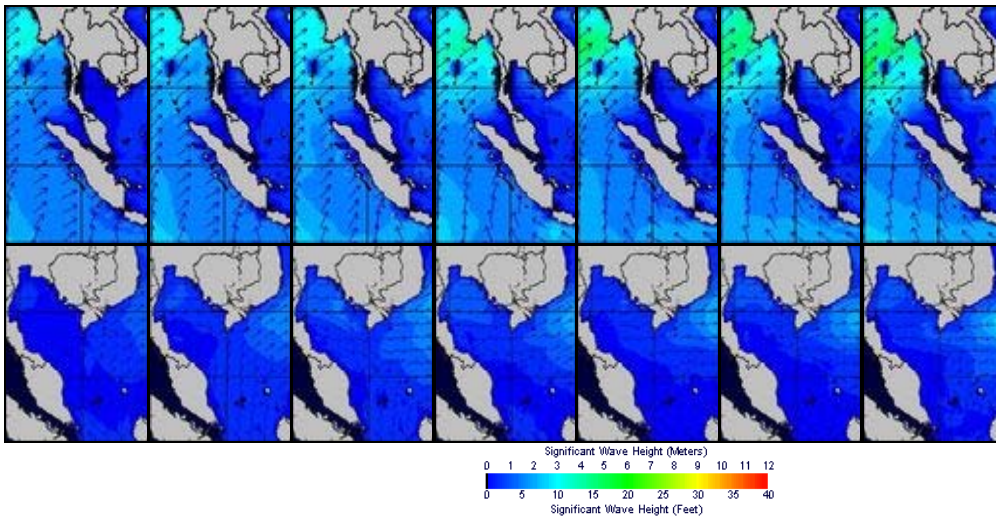 Significant Wave Height (Meters)
0 1 2 3 4 5 6 7 8 9 10 11 12
0 5 10 15 20 25 30 35 40
Significant Wave Height (Feet)